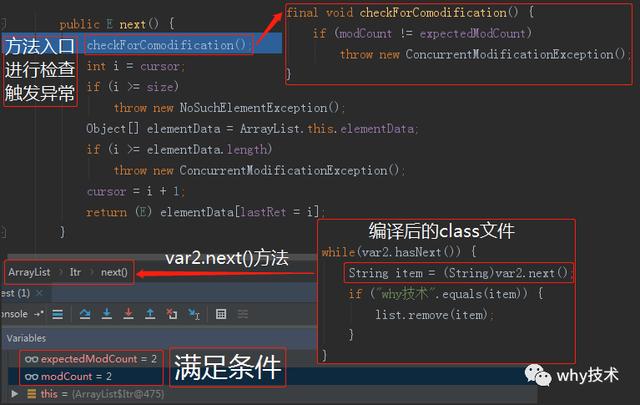 public E next() {
checkForComodification();
int i = cursor;
if (i >= size)
throw new NoSuchElementException();
Object[] elementData = ArrayList.this.elementData;
if (i >= elementData.length)
throw new ConcurrentModificationException();
cursor = i + 1;
return (E) elementData[lastRet = i];
}
方法入口
进行检查
触发异常
final void checkForComodification() {
if (modCount != expectedModCount)
throw new ConcurrentModificationException();
}
编译后的class文件
while(var2.hasNext()) {
String item = (String)var2.next();
if ("why技术".equals(item)) {
list.remove(item);
}
}
var2.next()方法
ArrayList > Itr > next()
est (1) ×
onsole
Variables
expectedModCount = 2
modCount = 2
this = {ArrayList$Itr@475}
满足条件
why技术